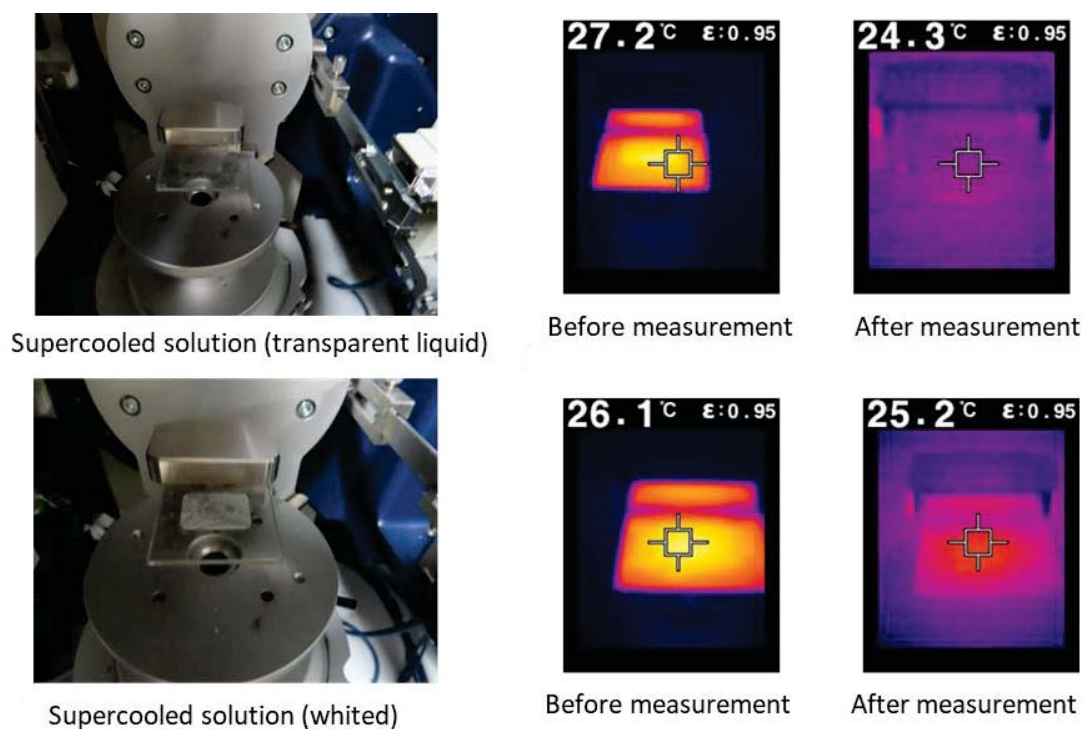 27.2 °C ε:0.95
24.3 °C ε:0.95
Supercooled solution (transparent liquid)
Before measurement
After measurement
26.1 °C ε:0.95
25.2 °C ε:0.95
Supercooled solution (whited)
Before measurement
After measurement